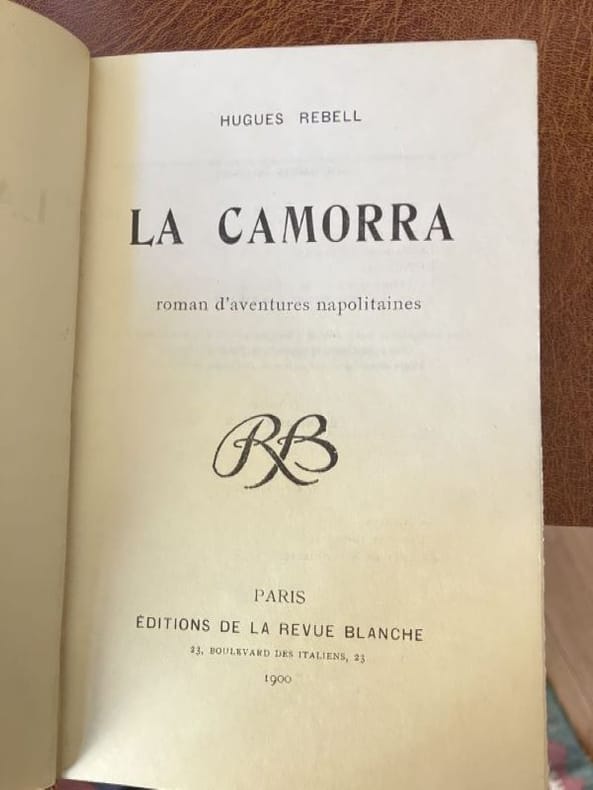 HUGUES REBELL
LA CAMORRA
roman d'aventures napolitaines
RB
PARIS
ÉDITIONS DE LA REVUE BLANCHE
23, BOULEVARD DES ITALIENS, 23
1900